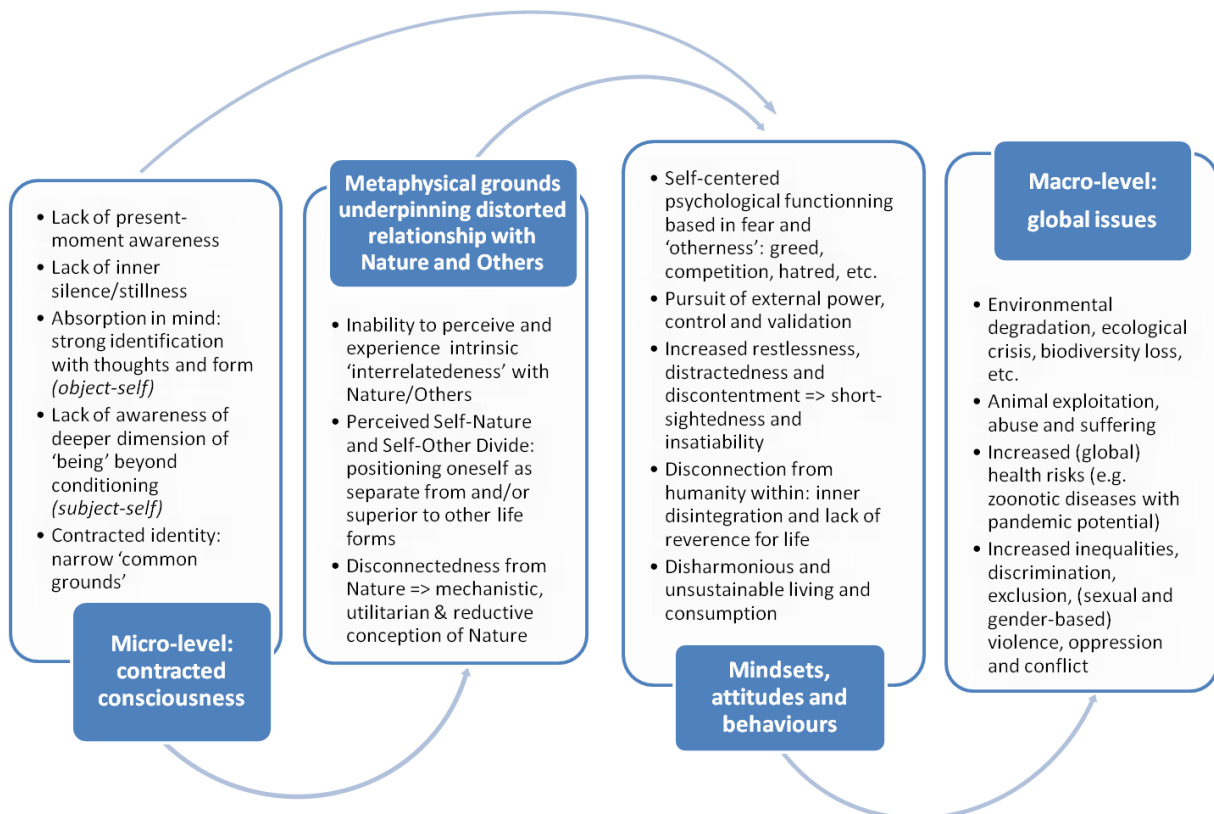 • Lack of present-
moment awareness
• Lack of inner
silence/stillness
• Absorption in mind:
strong identification
with thoughts and form
(object-self)
• Lack of awareness of
deeper dimension of
‘being’ beyond
conditioning
(subject-self)
• Contracted identity:
narrow ‘common
grounds’
Micro-level:
contracted
consciousness
Metaphysical grounds
underpinning distorted
relationship with
Nature and Others
• Inability to perceive and
experience intrinsic
‘interrelatedeness’ with
Nature/Others
• Perceived Self-Nature
and Self-Other Divide:
positioning oneself as
separate from and/or
superior to other life
forms
• Disconnectedness from
Nature => mechanistic,
utilitarian & reductive
conception of Nature
• Self-centered
psychological functionning
based in fear and
‘otherness’: greed,
competition, hatred, etc.
• Pursuit of external power,
control and validation
• Increased restlessness,
distractedness and
discontentment => short-
sightedness and
insatiability
• Disconnection from
humanity within: inner
disintegration and lack of
reverence for life
• Disharmonious and
unsustainable living and
consumption
Mindsets,
attitudes and
behaviours
Macro-level:
global issues
• Environmental
degradation, ecological
crisis, biodiversity loss,
etc.
• Animal exploitation,
abuse and suffering
• Increased (global)
health risks (e.g.
zoonotic diseases with
pandemic potential)
• Increased inequalities,
discrimination,
exclusion, (sexual and
gender-based)
violence, oppression
and conflict